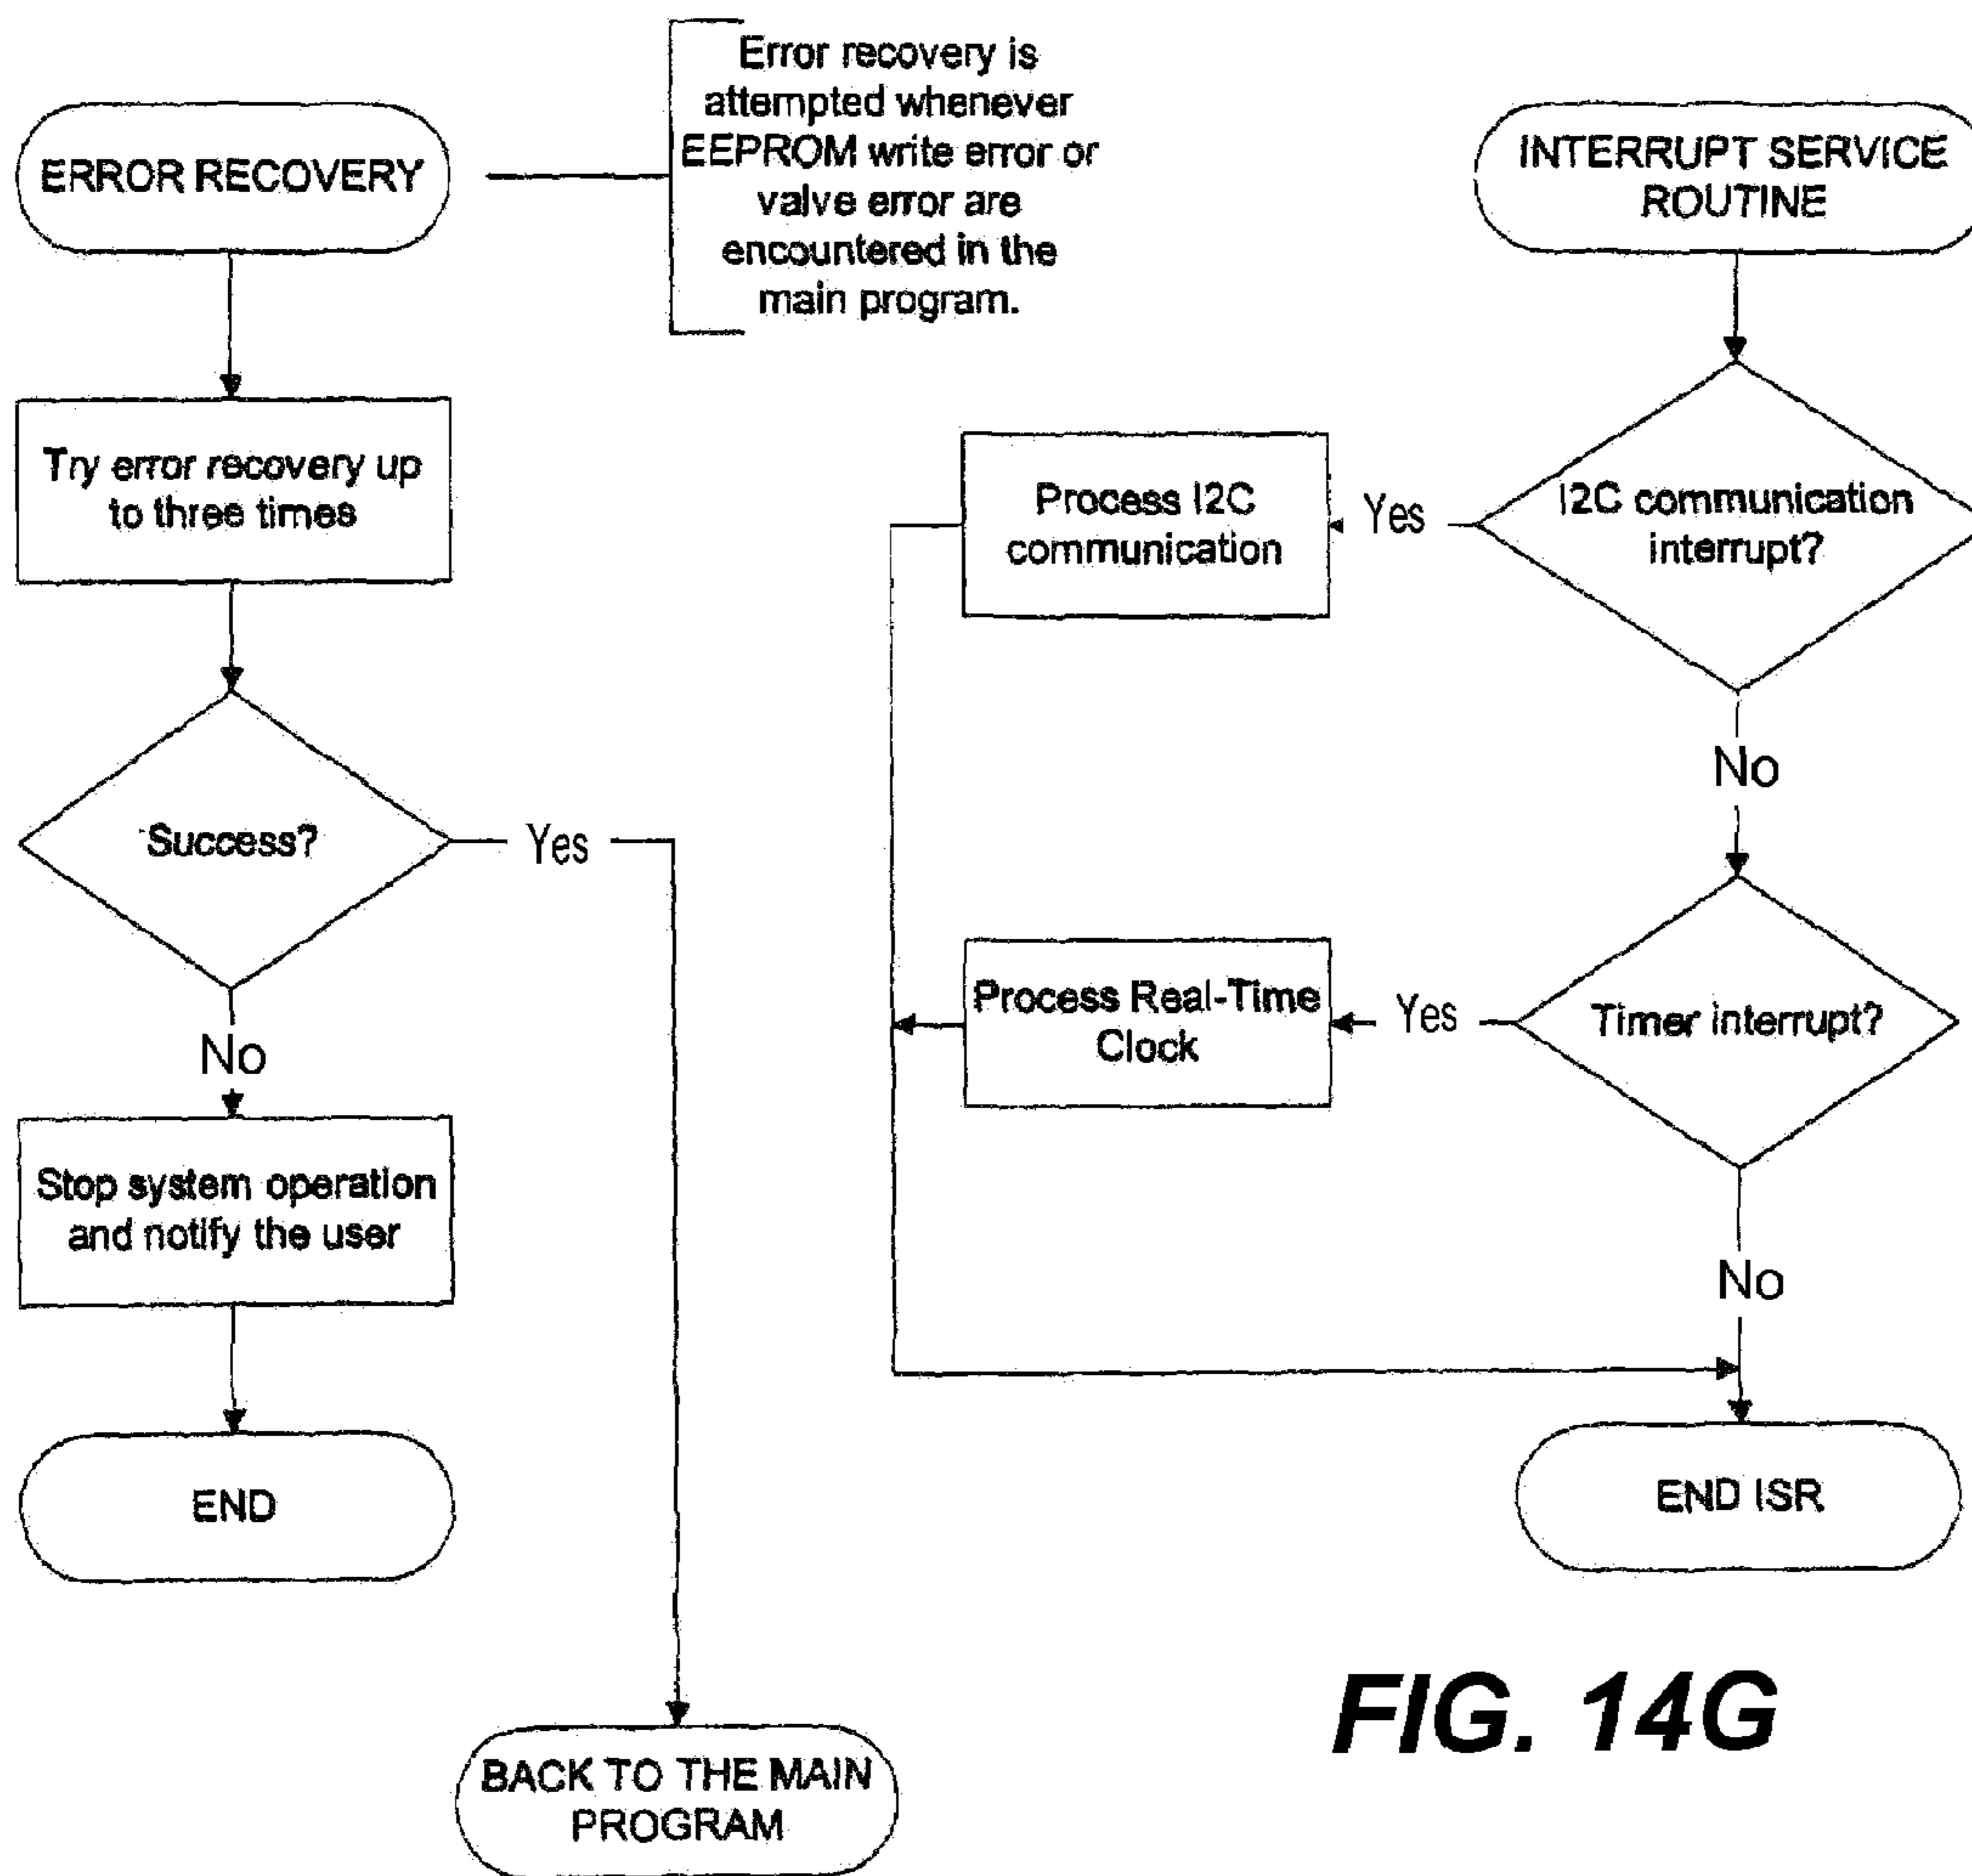 ERROR RECOVERY
Error recovery is
attempted whenever
EEPROM write error or
valve error are
encountered in the
main program.
Try error recovery up
to three times
Success?
Yes
No
Stop system operation
and notify the user
END
BACK TO THE MAIN
PROGRAM
INTERRUPT SERVICE
ROUTINE
I2C communication
interrupt?
Yes
Process I2C
communication
No
Timer interrupt?
Yes
Process Real-Time
Clock
No
END ISR
FIG. 14G